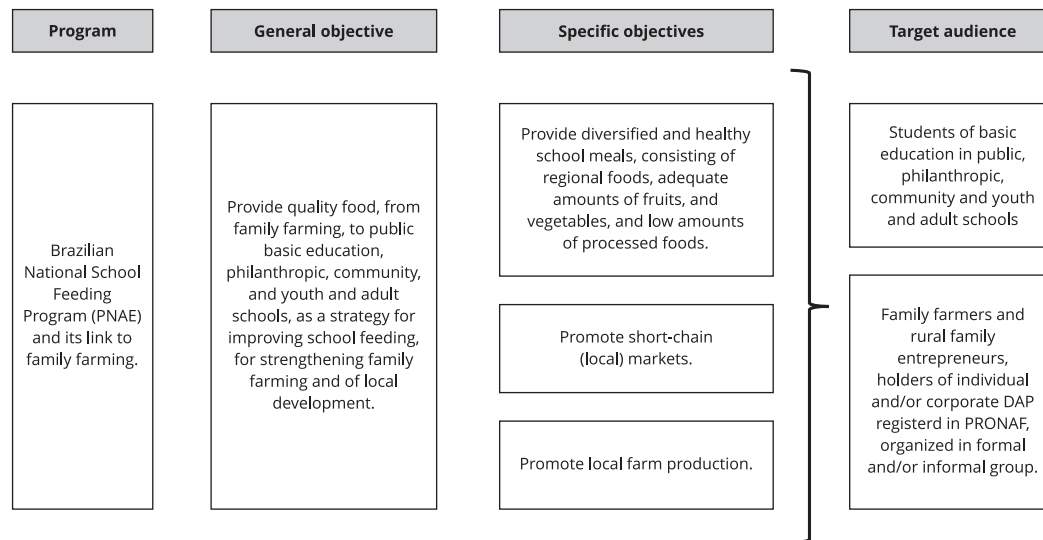 Program
General objective
Specific objectives
Target audience
Brazilian
National School
Feeding
Program (PNAE)
and its link to
family farming.
Provide quality food, from
family farming, to public
basic education,
philanthropic, community,
and youth and adult
schools, as a strategy for
improving school feeding,
for strengthening family
farming and of local
development.
Provide diversified and healthy
school meals, consisting of
regional foods, adequate
amounts of fruits, and
vegetables, and low amounts
of processed foods.
Promote short-chain
(local) markets.
Promote local farm production.
Students of basic
education in public,
philanthropic,
community and youth
and adult schools
Family farmers and
rural family
entrepreneurs,
holders of individual
and/or corporate DAP
registerd in PRONAF,
organized in formal
and/or informal group.